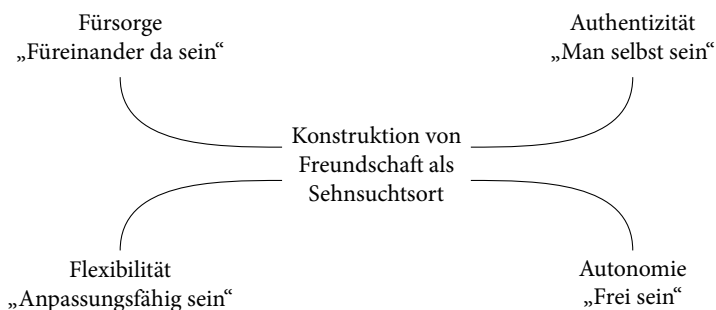 Fürsorge
„Füreinander da sein“
Authentizität
„Man selbst sein“
Konstruktion von
Freundschaft als
Sehnsuchtsort
Flexibilität
„Anpassungsfähig sein“
Autonomie
„Frei sein“